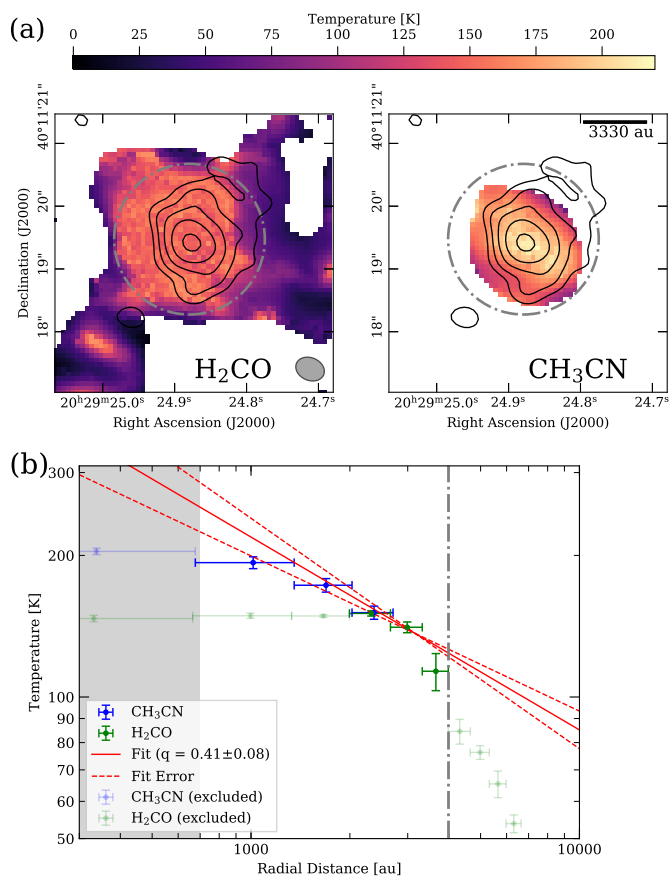 (a)
Temperature [K]
0 25 50 75 100 125 150 175 200
40°11'21"
20"
19"
18"
Declination (J2000)
H₂CO
20ʰ29ᵐ25.0ˢ 24.9ˢ 24.8ˢ 24.7ˢ
Right Ascension (J2000)
40°11'21"
3330 au
20"
19"
18"
CH₃CN
20ʰ29ᵐ25.0ˢ 24.9ˢ 24.8ˢ 24.7ˢ
Right Ascension (J2000)
(b)
300
200
100
90
80
70
60
50
Temperature [K]
CH₃CN
H₂CO
Fit (q = 0.41±0.08)
Fit Error
CH₃CN (excluded)
H₂CO (excluded)
1000 10000
Radial Distance [au]